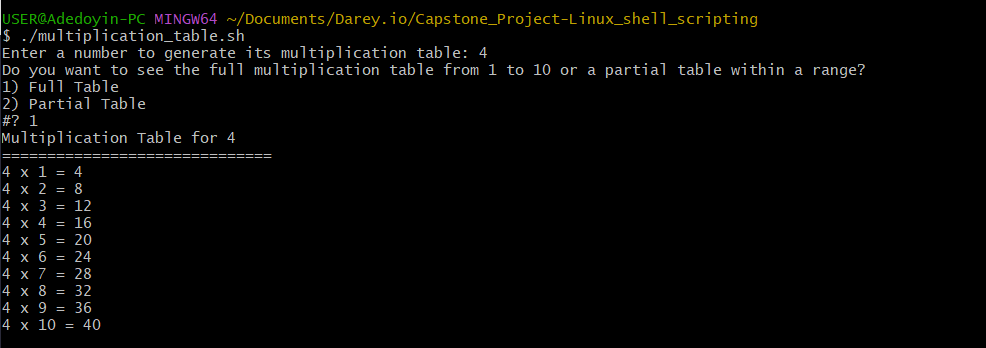 USER@Adedoyin-PC MINGW64 ~/Documents/Darey.io/Capstone_Project-Linux_shell_scripting
$ ./multiplication_table.sh
Enter a number to generate its multiplication table: 4
Do you want to see the full multiplication table from 1 to 10 or a partial table within a range?
1) Full Table
2) Partial Table
#? 1
Multiplication Table for 4
==============================
4 x 1 = 4
4 x 2 = 8
4 x 3 = 12
4 x 4 = 16
4 x 5 = 20
4 x 6 = 24
4 x 7 = 28
4 x 8 = 32
4 x 9 = 36
4 x 10 = 40